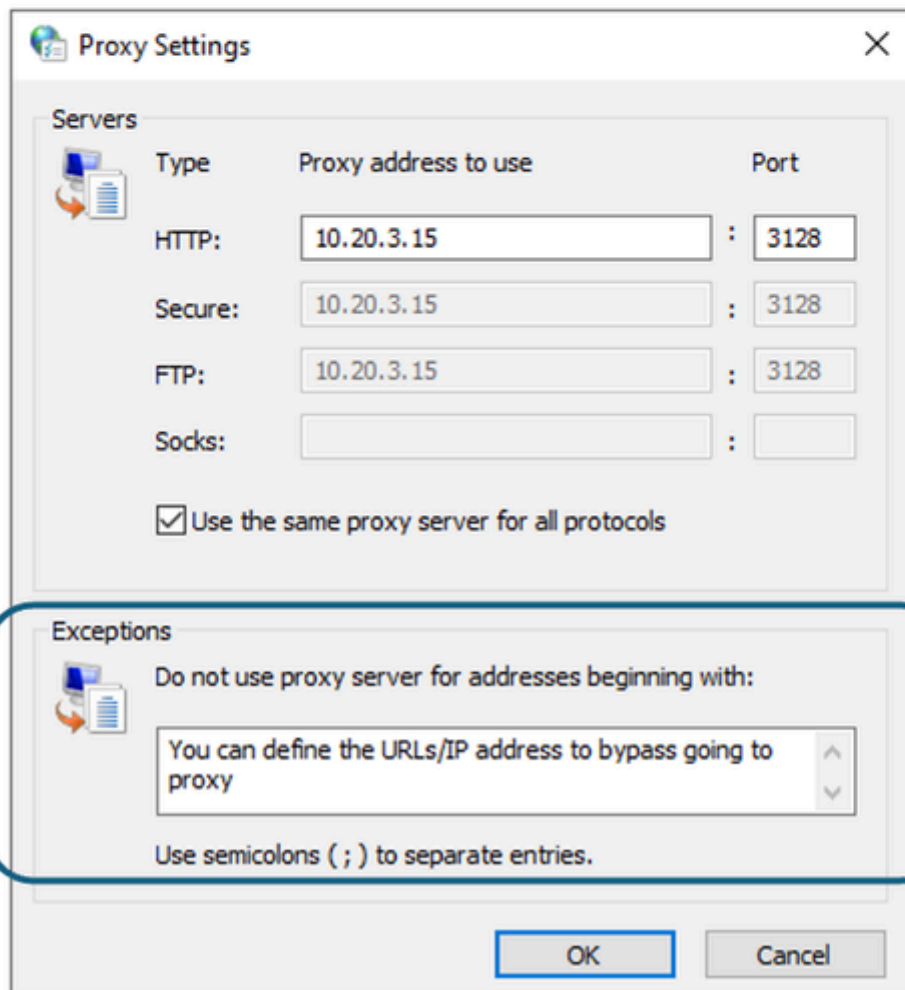 Proxy Settings
Servers
Type Proxy address to use Port
HTTP: 10.20.3.15 : 3128
Secure: 10.20.3.15 : 3128
FTP: 10.20.3.15 : 3128
Socks: :
Use the same proxy server for all protocols
Exceptions
Do not use proxy server for addresses beginning with:
You can define the URLs/IP address to bypass going to
proxy
Use semicolons ( ; ) to separate entries.
OK Cancel